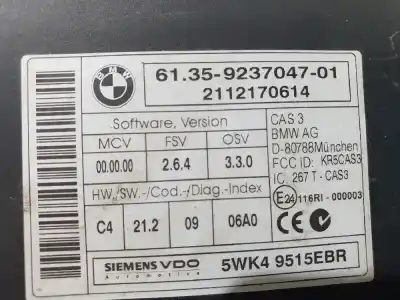 BMW
61.35-9237047-01
2112170614
Software, Version
MCV FSV OSV
00.00.00 2.6.4 3.3.0
HW./SW.-/Cod.-/Diag.-Index
C4 21.2 09 06A0
CAS 3
BMW AG
D-80788München
FCC ID: KR5CAS3
IC: 267 T - CAS3
E24 116RI - 000003
CE
SIEMENS VDO
Automotive
5WK4 9515EBR